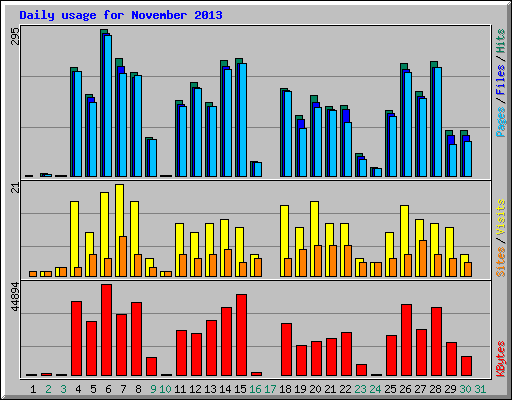 Daily usage for November 2013
295
Pages / Files / Hits
21
Sites / Visits
44894
KBytes
1 2 3 4 5 6 7 8 9 10 11 12 13 14 15 16 17 18 19 20 21 22 23 24 25 26 27 28 29 30 31